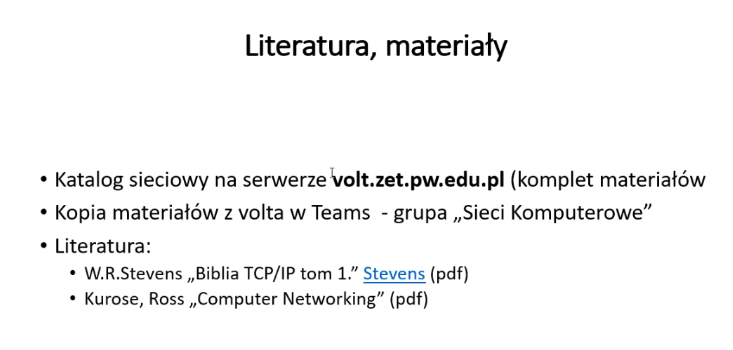 Literatura, materiały
• Katalog sieciowy na serwerze volt.zet.pw.edu.pl (komplet materiałów
• Kopia materiałów z volta w Teams - grupa „Sieci Komputerowe”
• Literatura:
• W.R.Stevens „Biblia TCP/IP tom 1.” Stevens (pdf)
• Kurose, Ross „Computer Networking” (pdf)